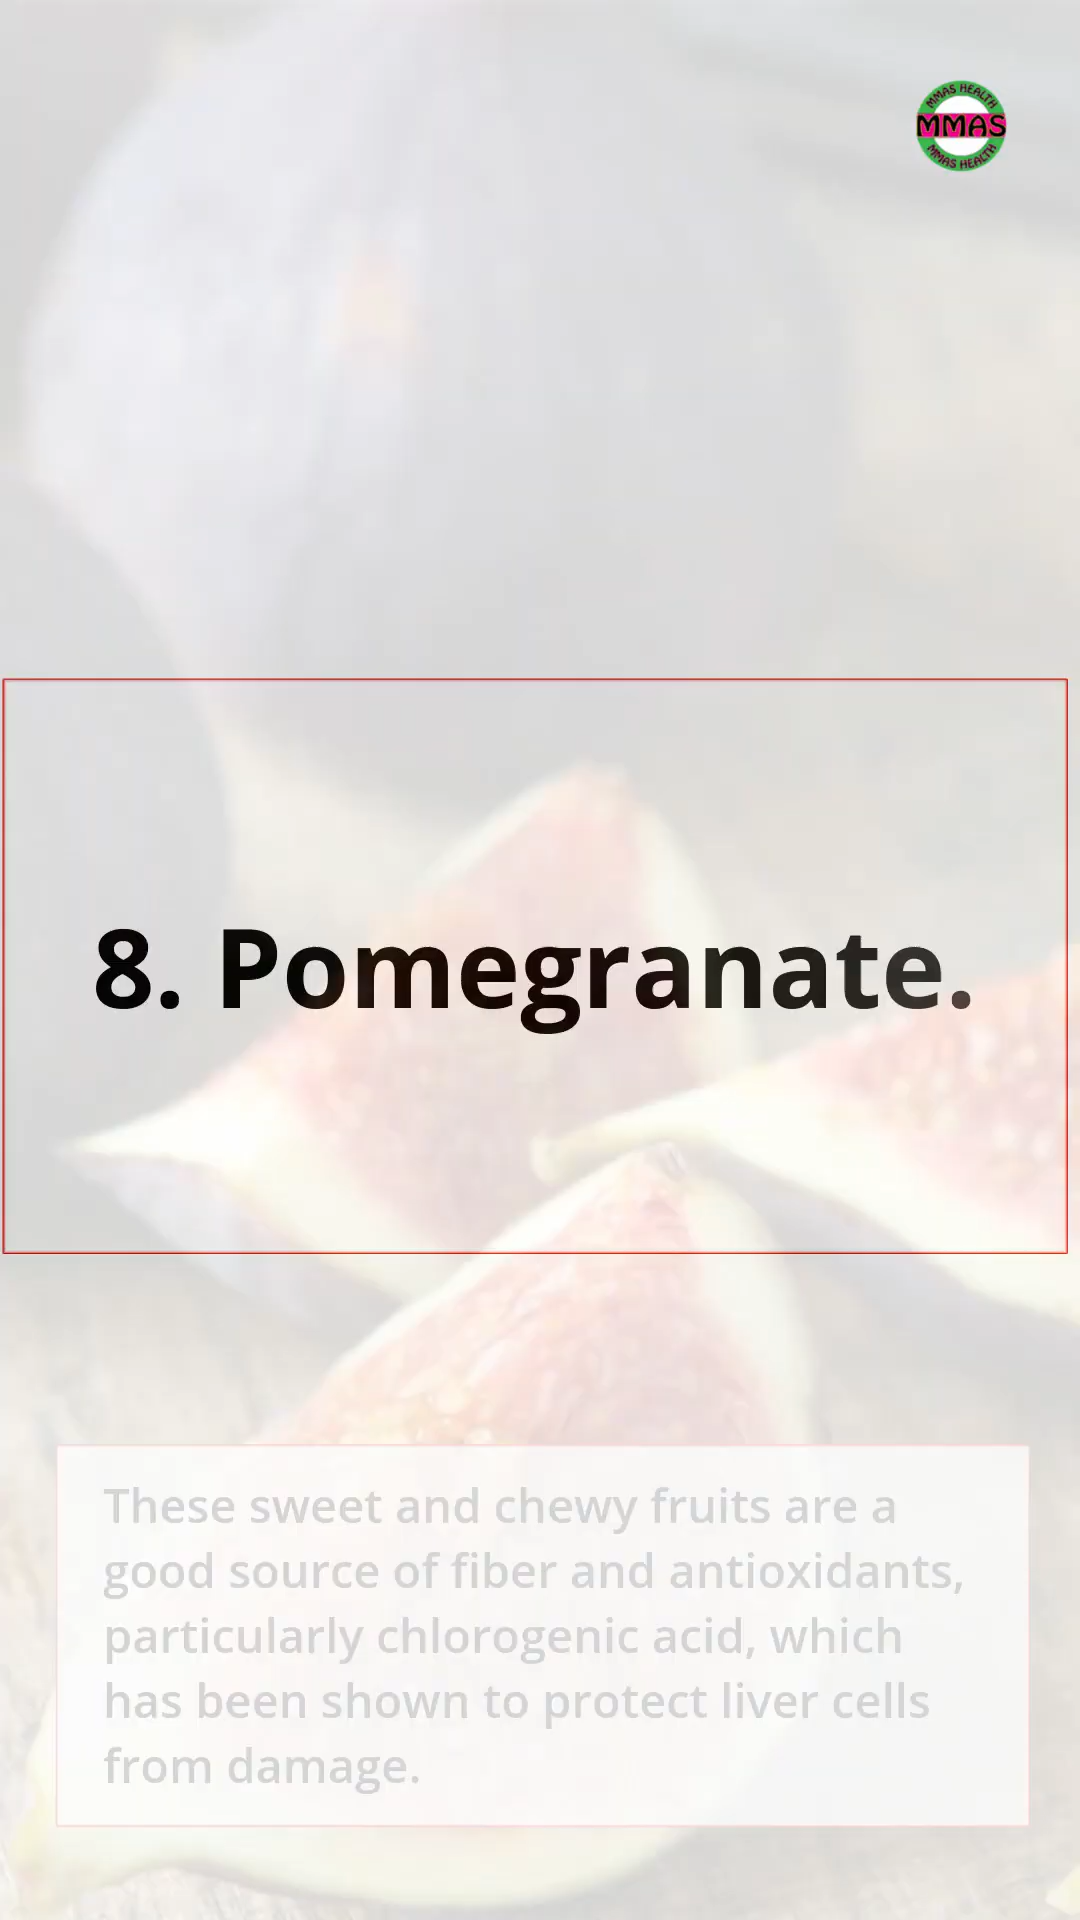 MMAS HEALTH
MMAS
MMAS HEALTH
8. Pomegranate.
These sweet and chewy fruits are a
good source of fiber and antioxidants,
particularly chlorogenic acid, which
has been shown to protect liver cells
from damage.